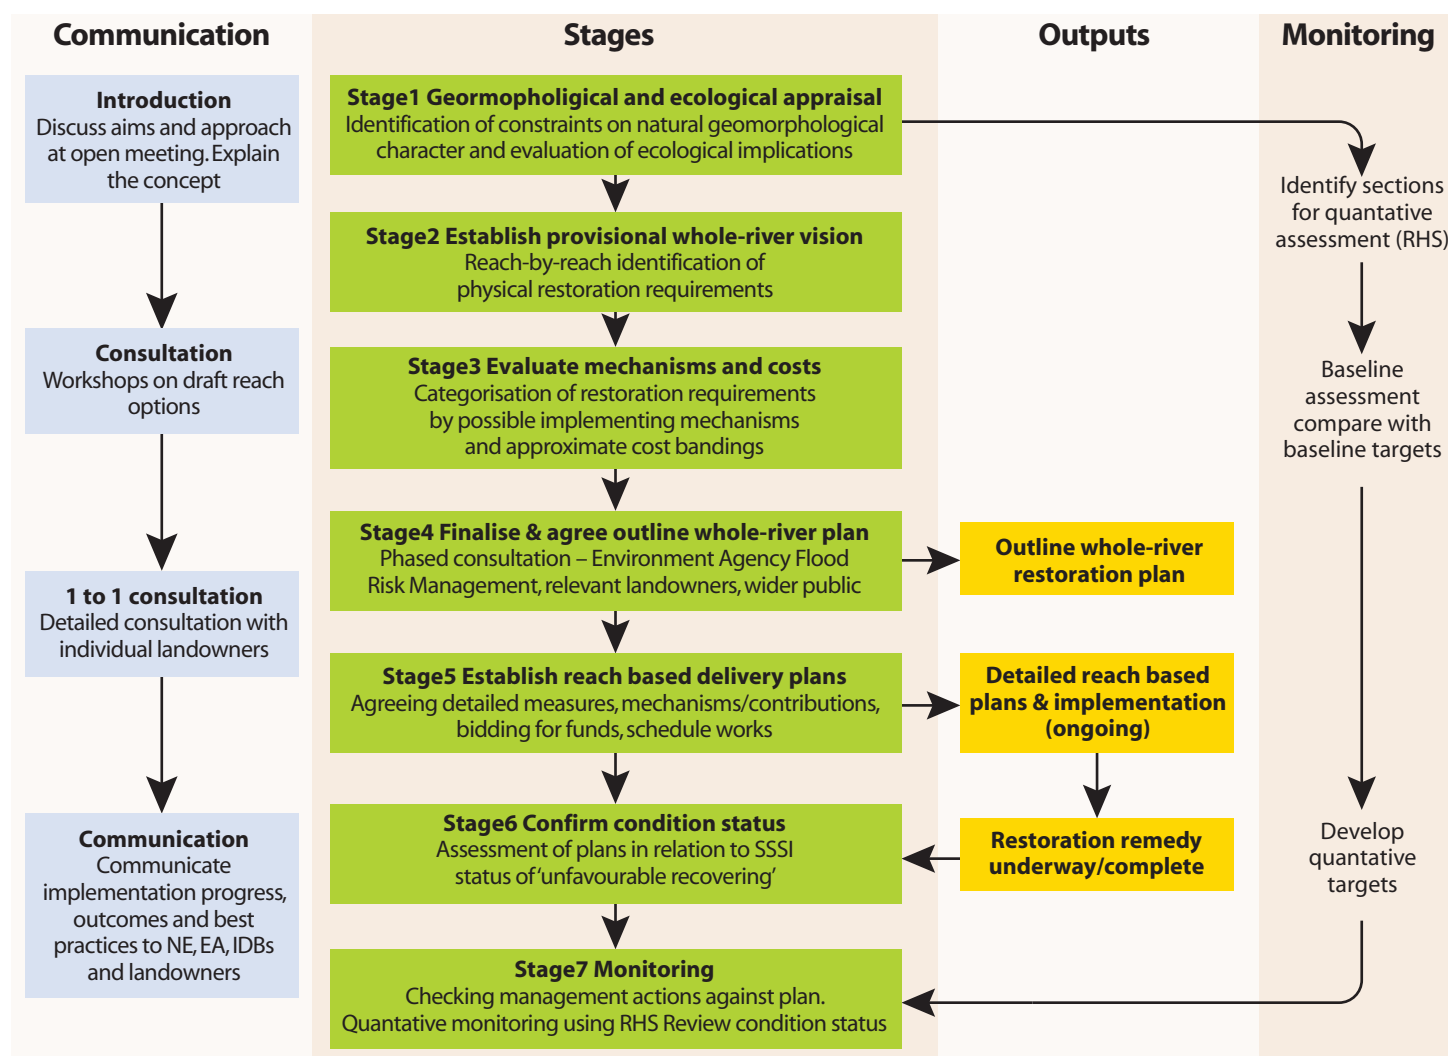 Communication
Introduction
Discuss aims and approach
at open meeting. Explain
the concept
Consultation
Workshops on draft reach
options
1 to 1 consultation
Detailed consultation with
individual landowners
Communication
Communicate
implementation progress,
outcomes and best
practices to NE, EA, IDBs
and landowners
Stages
Stage1 Geormopholigical and ecological appraisal
Identification of constraints on natural geomorphological
character and evaluation of ecological implications
Stage2 Establish provisional whole-river vision
Reach-by-reach identification of
physical restoration requirements
Stage3 Evaluate mechanisms and costs
Categorisation of restoration requirements
by possible implementing mechanisms
and approximate cost bandings
Stage4 Finalise & agree outline whole-river plan
Phased consultation – Environment Agency Flood
Risk Management, relevant landowners, wider public
Stage5 Establish reach based delivery plans
Agreeing detailed measures, mechanisms/contributions,
bidding for funds, schedule works
Stage6 Confirm condition status
Assessment of plans in relation to SSSI
status of ‘unfavourable recovering’
Stage7 Monitoring
Checking management actions against plan.
Quantative monitoring using RHS Review condition status
Outputs
Outline whole-river
restoration plan
Detailed reach based
plans & implementation
(ongoing)
Restoration remedy
underway/complete
Monitoring
Identify sections
for quantative
assessment (RHS)
Baseline
assessment
compare with
baseline targets
Develop
quantative
targets